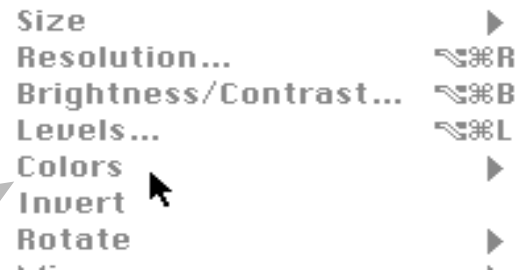 Size
Resolution... ⌥⌘R
Brightness/Contrast... ⌥⌘B
Levels... ⌥⌘L
Colors
Invert
Rotate